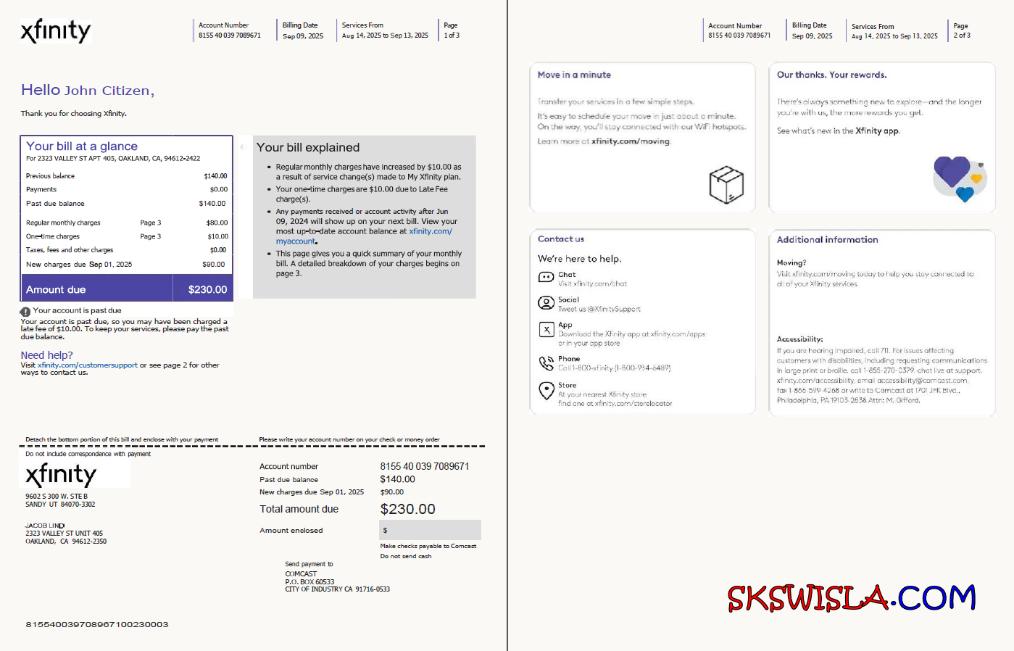 xfinity
Account Number
8155 40 039 7089671
Billing Date
Sep 09, 2025
Services From
Aug 14, 2025 to Sep 13, 2025
Page
1 of 3
Hello John Citizen,
Thank you for choosing Xfinity.
Your bill at a glance
For 2323 VALLEY ST APT 405, OAKLAND, CA, 94612-2422
Previous balance $140.00
Payments $0.00
Past due balance $140.00
Regular monthly charges Page 3 $80.00
One-time charges Page 3 $10.00
Taxes, fees and other charges $0.00
New charges due Sep 01, 2025 $90.00
Amount due $230.00
Your account is past due
Your account is past due, so you may have been charged a
late fee of $10.00. To keep your services, please pay the past
due balance.
Need help?
Visit xfinity.com/customersupport or see page 2 for other
ways to contact us.
Your bill explained
• Regular monthly charges have increased by $10.00 as
a result of service change(s) made to My Xfinity plan.
• Your one-time charges are $10.00 due to Late Fee
charge(s).
• Any payments received or account activity after Jun
09, 2024 will show up on your next bill. View your
most up-to-date account balance at xfinity.com/
myaccount.
• This page gives you a quick summary of your monthly
bill. A detailed breakdown of your charges begins on
page 3.
Detach the bottom portion of this bill and enclose with your payment
Please write your account number on your check or money order
Do not include correspondence with payment
xfinity
9602 S 300 W, STE B
SANDY UT 84070-3302
JACOB LIND
2323 VALLEY ST UNIT 405
OAKLAND, CA 94612-2350
Account number 8155 40 039 7089671
Past due balance $140.00
New charges due Sep 01, 2025 $90.00
Total amount due $230.00
Amount enclosed $
Make checks payable to Comcast
Do not send cash
Send payment to
COMCAST
P.O. BOX 60533
CITY OF INDUSTRY CA 91716-0533
815540039708967100230003
Account Number
8155 40 039 7089671
Billing Date
Sep 09, 2025
Services From
Aug 14, 2025 to Sep 13, 2025
Page
2 of 3
Move in a minute
Transfer your services in a few simple steps.
It's easy to schedule your move in just about a minute.
On the way, you'll stay connected with our WiFi hotspots.
Learn more at xfinity.com/moving.
Our thanks. Your rewards.
There's always something new to explore—and the longer
you're with us, the more rewards you get.
See what's new in the Xfinity app.
Contact us
We're here to help.
Chat
Visit xfinity.com/chat
Social
Tweet us @XfinitySupport
App
Download the Xfinity app at xfinity.com/apps
or in your app store
Phone
Call 1-800-xfinity (1-800-934-6489)
Store
At your nearest Xfinity store
find one at xfinity.com/storelocator
Additional information
Moving?
Visit xfinity.com/moving today to help you stay connected to
all of your Xfinity services.
Accessibility:
If you are hearing impaired, call 711. For issues affecting
customers with disabilities, including requesting communications
in large print or braille, call 1-855-270-0379, chat live at support.
xfinity.com/accessibility, email accessibility@comcast.com,
fax 1-866-599-4268 or write to Comcast at 1701 JFK Blvd.,
Philadelphia, PA 19103-2838 Attn: M. Gifford.
SKSWISLA.COM